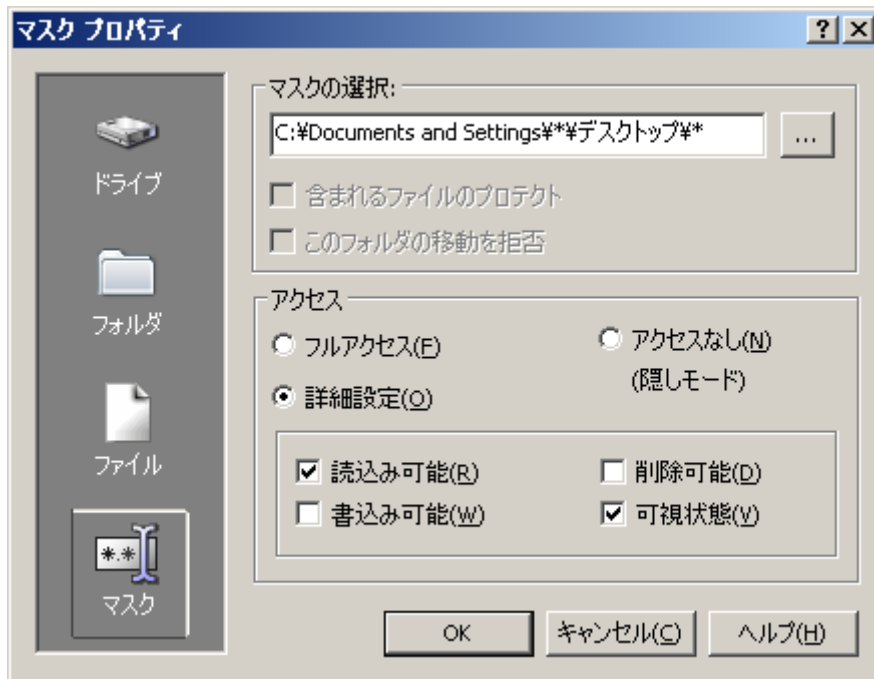 マスク プロパティ
ドライブ
フォルダ
ファイル
*.*
マスク
マスクの選択:
C:¥Documents and Settings¥*¥デスクトップ¥*
...
含まれるファイルのプロテクト
このフォルダの移動を拒否
アクセス
フルアクセス(F)
アクセスなし(N)
(隠しモード)
詳細設定(O)
読込み可能(R)
削除可能(D)
書込み可能(W)
可視状態(V)
OK
キャンセル(C)
ヘルプ(H)